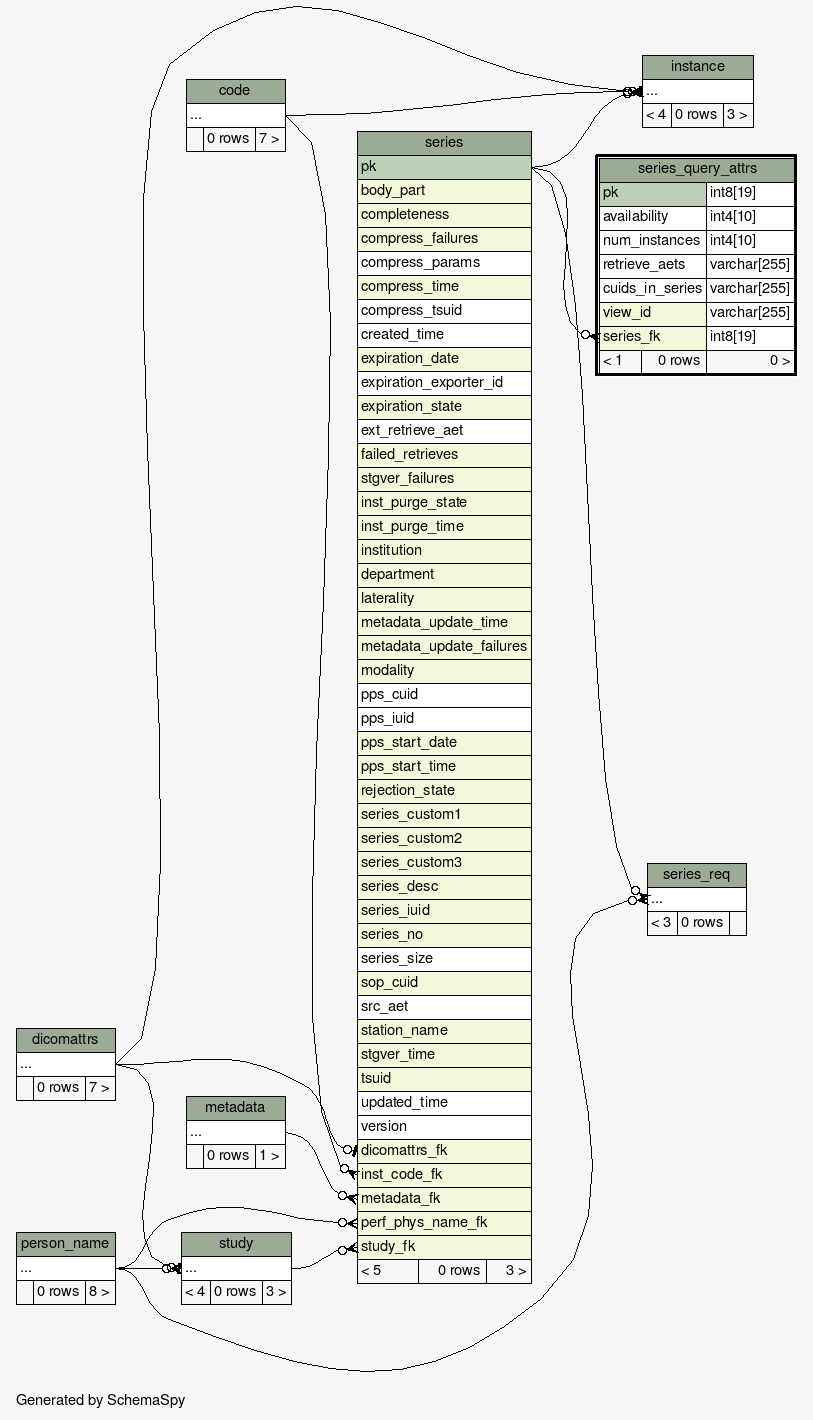 instance
...
< 4 0 rows 3 >
code
...
0 rows 7 >
series
pk
body_part
completeness
compress_failures
compress_params
compress_time
compress_tsuid
created_time
expiration_date
expiration_exporter_id
expiration_state
ext_retrieve_aet
failed_retrieves
stgver_failures
inst_purge_state
inst_purge_time
institution
department
laterality
metadata_update_time
metadata_update_failures
modality
pps_cuid
pps_iuid
pps_start_date
pps_start_time
rejection_state
series_custom1
series_custom2
series_custom3
series_desc
series_iuid
series_no
series_size
sop_cuid
src_aet
station_name
stgver_time
tsuid
updated_time
version
dicomattrs_fk
inst_code_fk
metadata_fk
perf_phys_name_fk
study_fk
< 5 0 rows 3 >
series_query_attrs
pk int8[19]
availability int4[10]
num_instances int4[10]
retrieve_aets varchar[255]
cuids_in_series varchar[255]
view_id varchar[255]
series_fk int8[19]
< 1 0 rows 0 >
series_req
...
< 3 0 rows
dicomattrs
...
0 rows 7 >
metadata
...
0 rows 1 >
person_name
...
0 rows 8 >
study
...
< 4 0 rows 3 >
Generated by SchemaSpy